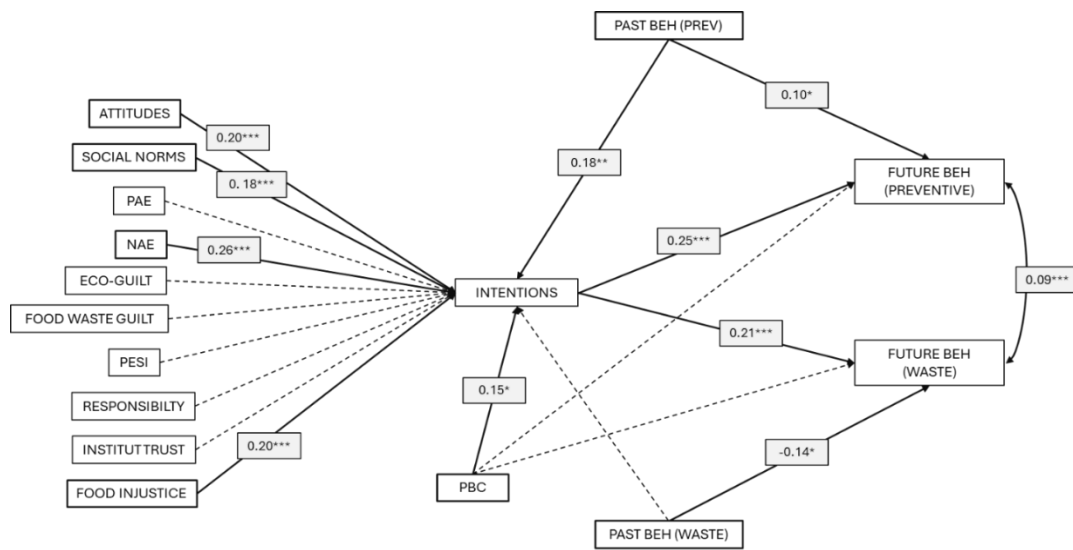 PAST BEH (PREV)
0.10*
ATTITUDES
0.20***
SOCIAL NORMS
0. 18***
0.18**
FUTURE BEH
(PREVENTIVE)
PAE
NAE
0.26***
0.25***
ECO-GUILT
INTENTIONS
0.09***
FOOD WASTE GUILT
0.21***
PESI
FUTURE BEH
(WASTE)
RESPONSIBILTY
0.15*
INSTITUT TRUST
0.20***
-0.14*
FOOD INJUSTICE
PBC
PAST BEH (WASTE)